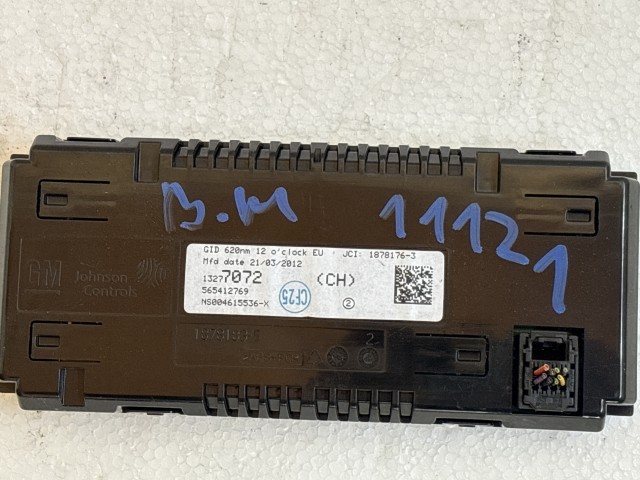 B.M 11121
GID 620nm 12 o'clock EU - JCI: 1878176-3
Mfd date 21/03/2012
13277072 (CH)
565412769
NS004615536-X
CF25
2
GM
Johnson
Controls
2